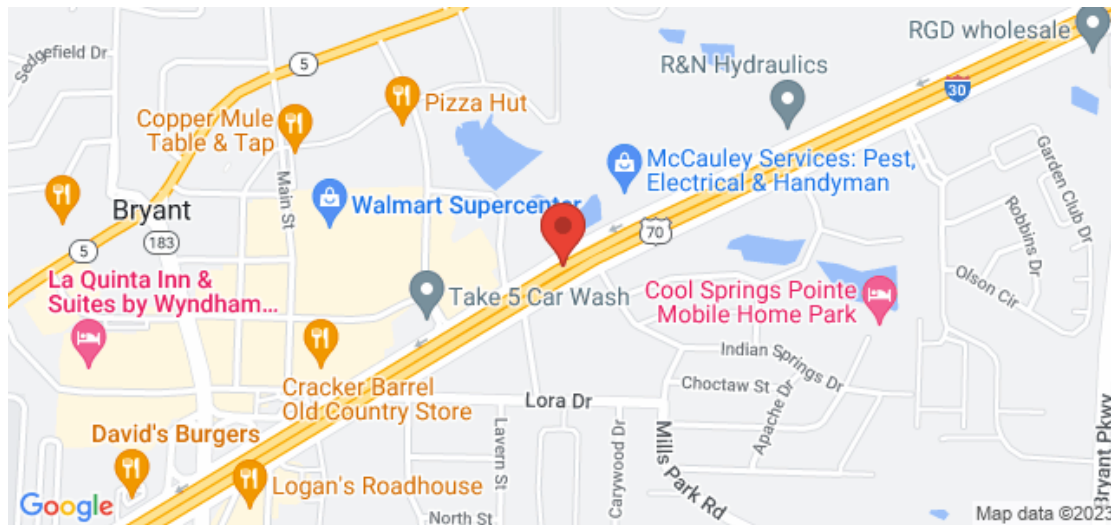 RGD wholesale
Sedgefield Dr
5
R&N Hydraulics
30
Pizza Hut
Copper Mule
Table & Tap
McCauley Services: Pest,
Electrical & Handyman
Garden Club Dr
Main St
Walmart Supercenter
Robbins Dr
Bryant
183
5
70
La Quinta Inn &
Suites by Wyndham...
Take 5 Car Wash
Cool Springs Pointe
Mobile Home Park
Olson Cir
Indian Springs Dr
Choctaw St
Cracker Barrel
Old Country Store
Lora Dr
Apache Dr
David's Burgers
Lavern St
Carywood Dr
Mills Park Rd
Bryant Pkwy
Logan's Roadhouse
North St
Google
Map data ©2023